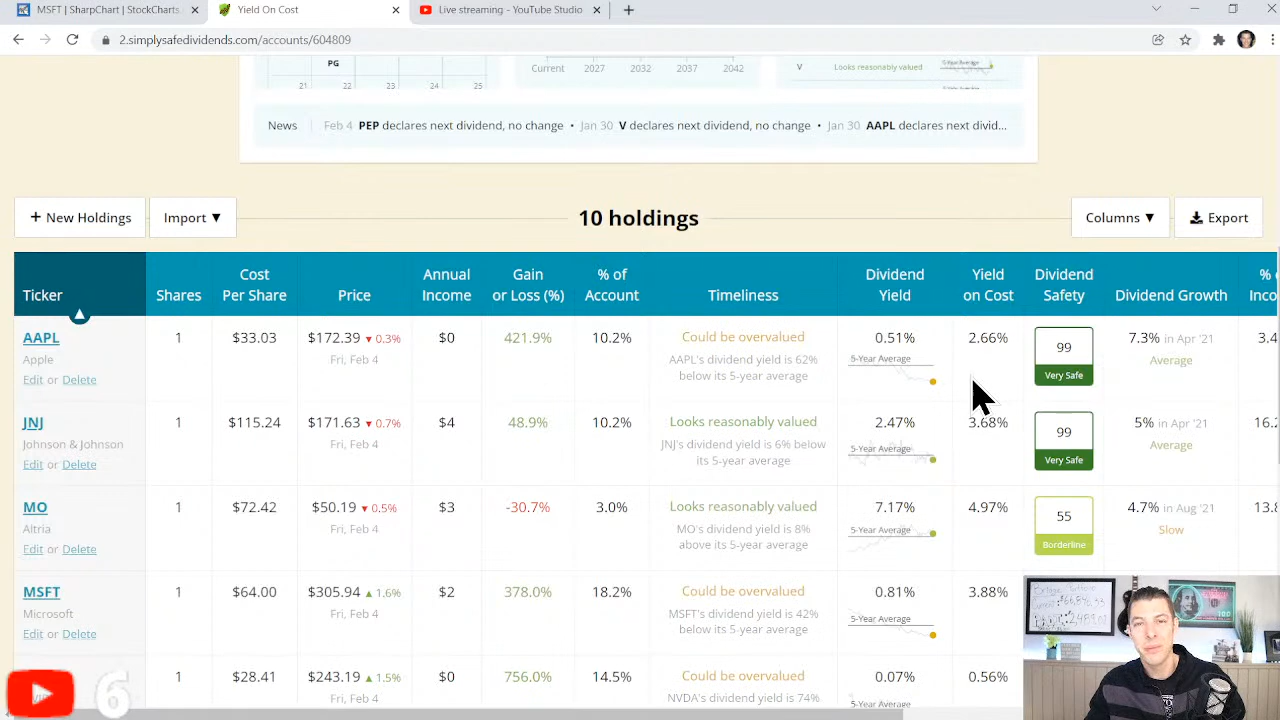 MSFT | SharpChart | StockCharts.
Yield On Cost
Live streaming - YouTube Studio
2.simplysafedividends.com/accounts/604809
PG
21 22 23 24 25
Current 2027 2032 2037 2042
V Looks reasonably valued 5-Year Average
News Feb 4 PEP declares next dividend, no change • Jan 30 V declares next dividend, no change • Jan 30 AAPL declares next divid...
+ New Holdings Import ▼ 10 holdings Columns ▼ Export
Ticker Shares Cost Per Share Price Annual Income Gain or Loss (%) % of Account Timeliness Dividend Yield Yield on Cost Dividend Safety Dividend Growth
AAPL 1 $33.03 $172.39 ▼ 0.3% $0 421.9% 10.2% Could be overvalued 0.51% 2.66% 99 7.3% in Apr '21 3.4
Apple Fri, Feb 4 AAPL's dividend yield is 62% 5-Year Average Average
Edit or Delete below its 5-year average Very Safe
JNJ 1 $115.24 $171.63 ▼ 0.7% $4 48.9% 10.2% Looks reasonably valued 2.47% 3.68% 99 5% in Apr '21 16.
Johnson & Johnson Fri, Feb 4 JNJ's dividend yield is 6% below 5-Year Average Average
Edit or Delete its 5-year average Very Safe
MO 1 $72.42 $50.19 ▼ 0.5% $3 -30.7% 3.0% Looks reasonably valued 7.17% 4.97% 55 4.7% in Aug '21 13.8
Altria Fri, Feb 4 MO's dividend yield is 8% 5-Year Average Slow
Edit or Delete above its 5-year average Borderline
MSFT 1 $64.00 $305.94 ▲ 1.6% $2 378.0% 18.2% Could be overvalued 0.81% 3.88%
Microsoft Fri, Feb 4 MSFT's dividend yield is 42% 5-Year Average
Edit or Delete below its 5-year average
1 $28.41 $243.19 ▲ 1.5% $0 756.0% 14.5% Could be overvalued 0.07% 0.56%
Fri, Feb 4 NVDA's dividend yield is 74%
6
100